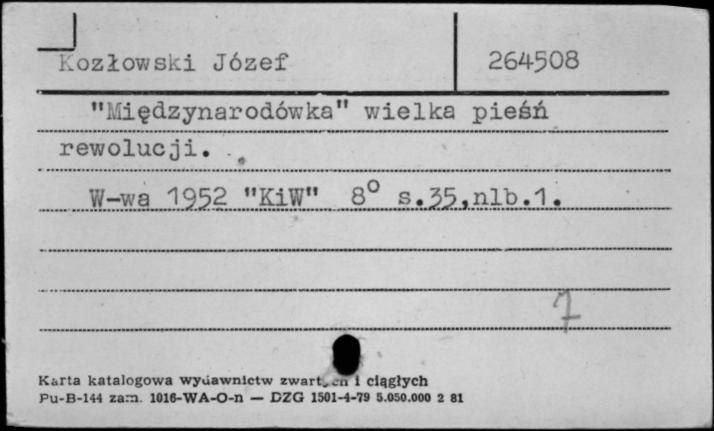 Kozłowski Józef 264508
"Międzynarodówka" wielka pieśń
rewolucji.
W-wa 1952 "KiW" 8° s.35,nlb.1.
7
Karta katalogowa wydawnictw zwartych i ciągłych
Pu-B-144 zam. 1016-WA-O-n — DZG 1501-4-79 5.050.000 2 81